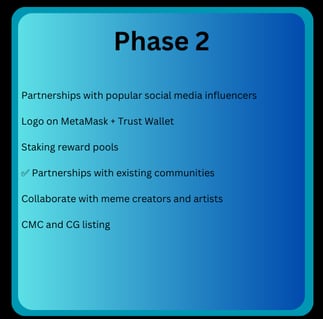 Phase 2
Partnerships with popular social media influencers
Logo on MetaMask + Trust Wallet
Staking reward pools
✅ Partnerships with existing communities
Collaborate with meme creators and artists
CMC and CG listing